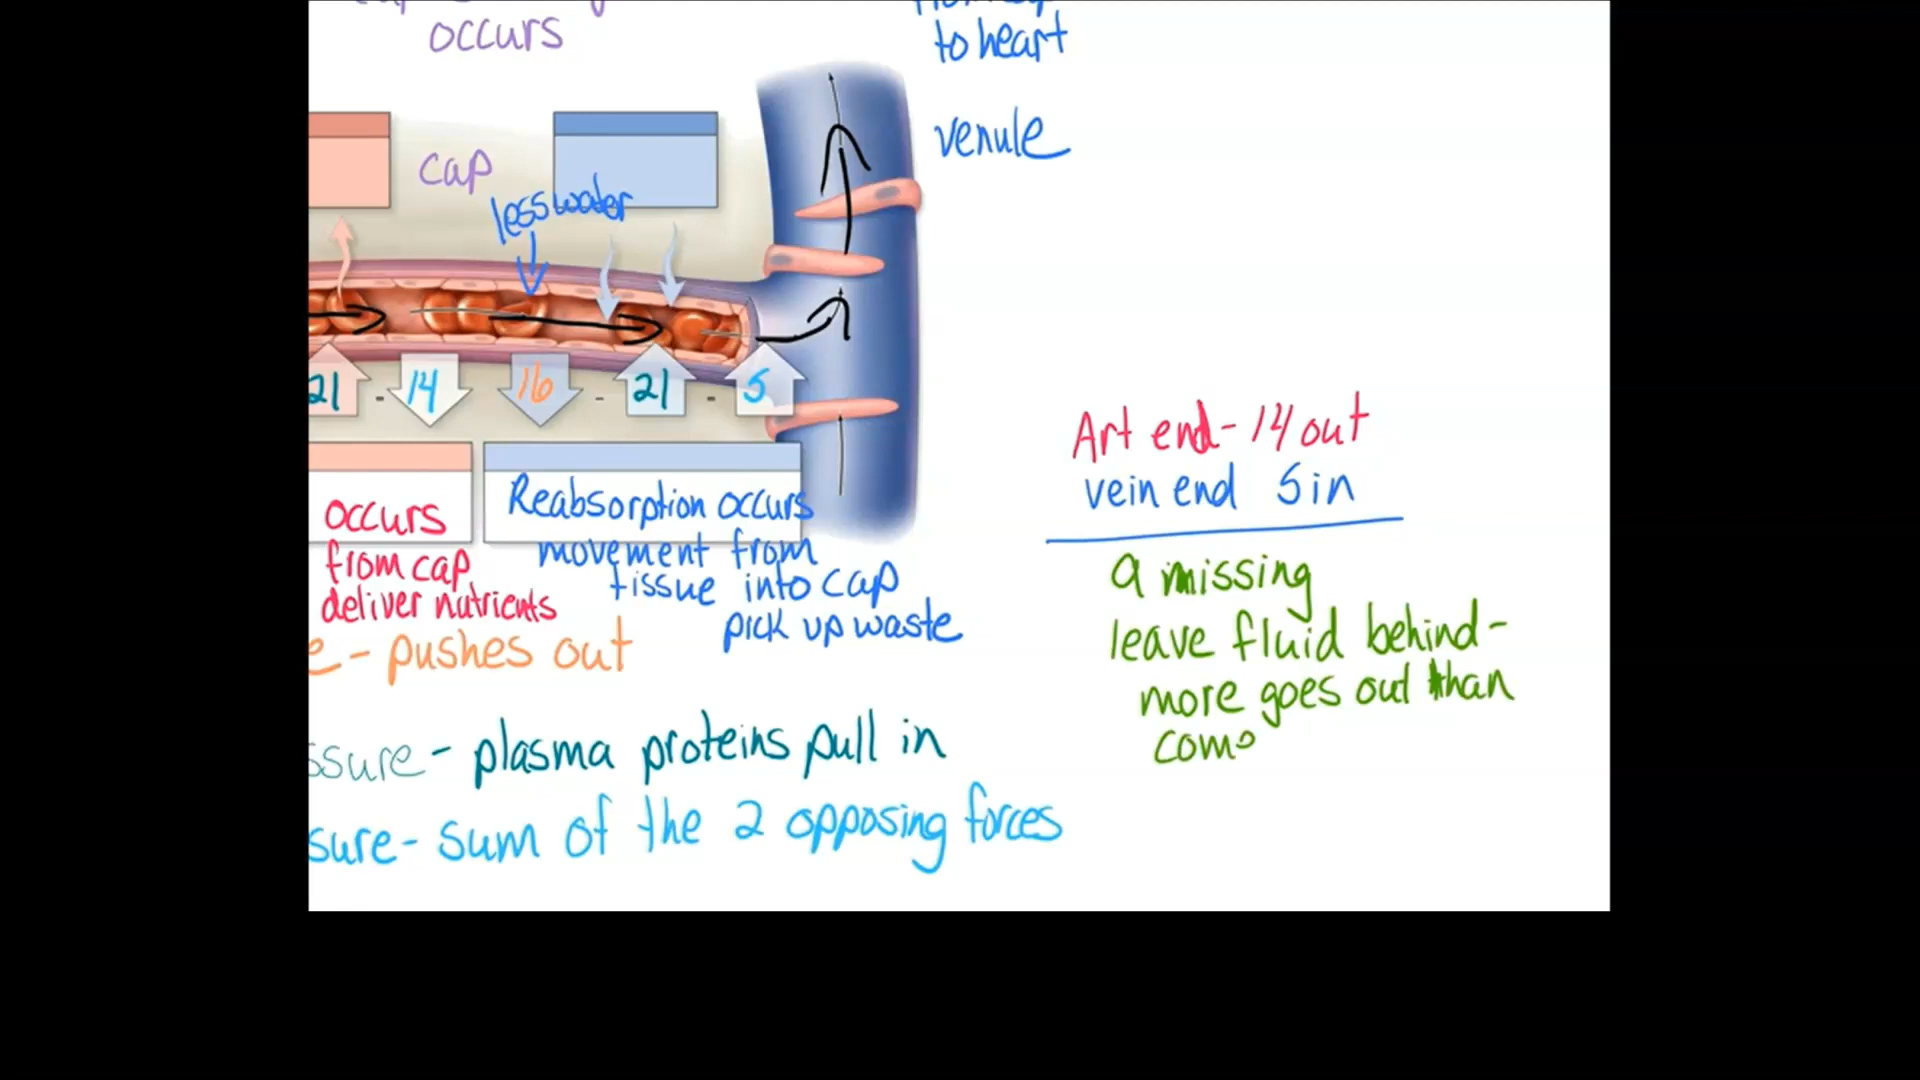 occurs
to heart
venule
cap
less water
21 - 14 16 - 21 - 5
Art end - 14 out
vein end 5 in
occurs
from cap
deliver nutrients
Reabsorption occurs
movement from
tissue into cap
pick up waste
9 missing
leave fluid behind -
more goes out than
com
e - pushes out
ssure - plasma proteins pull in
sure - sum of the 2 opposing forces